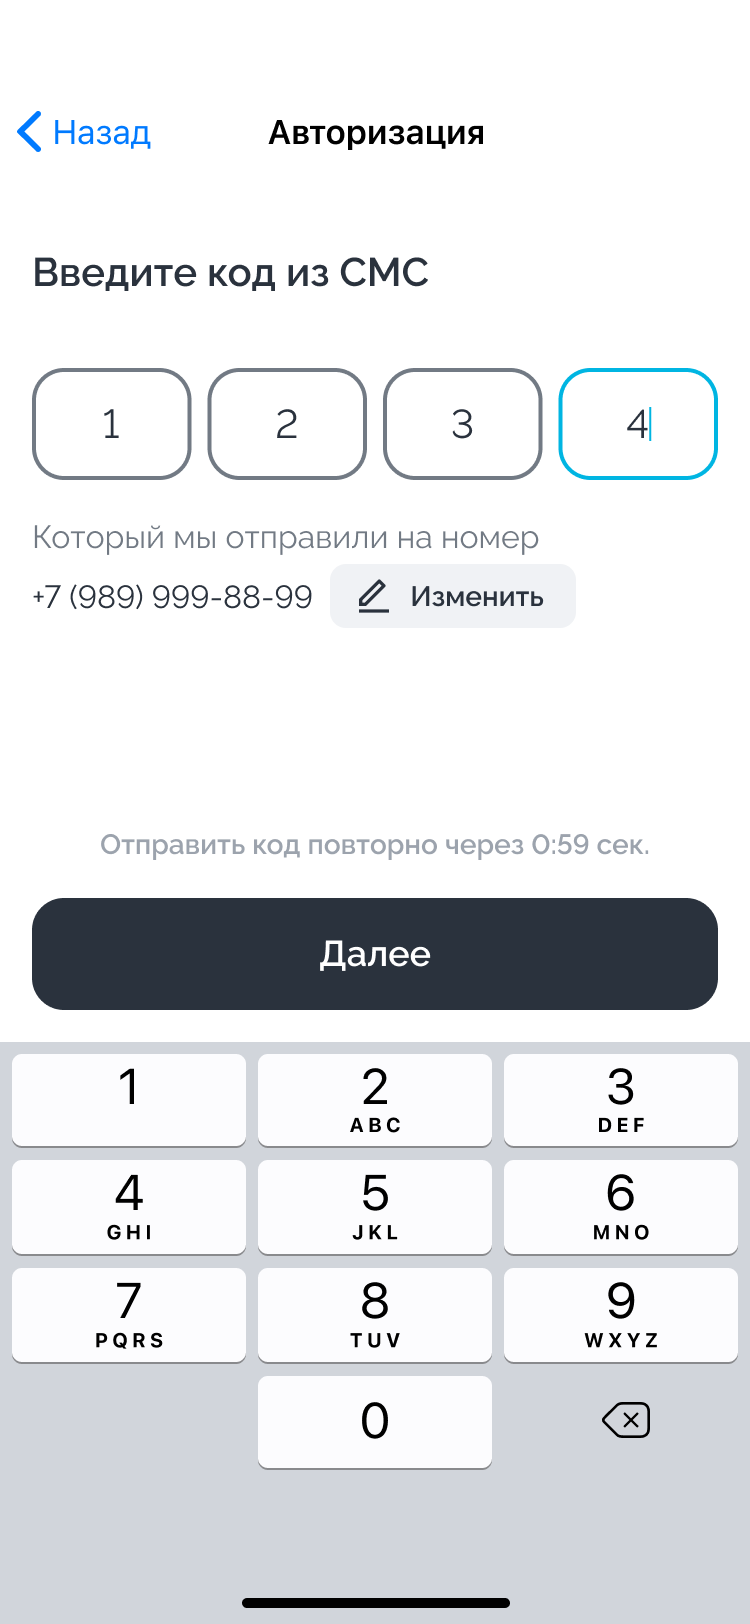 Назад
Авторизация
Введите код из СМС
1 2 3 4
Который мы отправили на номер
+7 (989) 999-88-99 Изменить
Отправить код повторно через 0:59 сек.
Далее
1 2 3
ABC DEF
4 5 6
GHI JKL MNO
7 8 9
PQRS TUV WXYZ
0